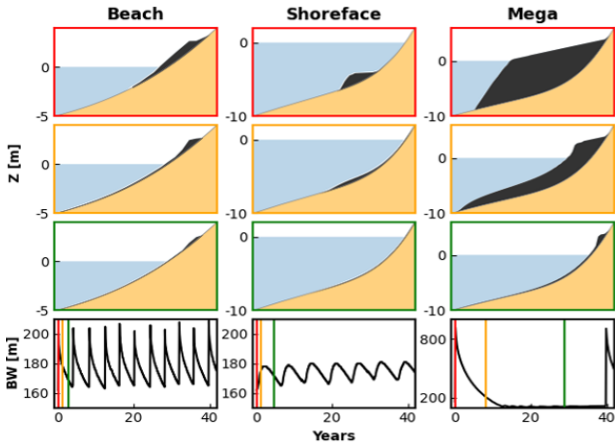 Beach Shoreface Mega
0 0 0
-5 -10 -10
Z [m]
0 0 0
-5 -10 -10
0 0 0
-5 -10 -10
BW [m]
200 200 800
180 180
160 160 200
0 20 40 0 20 40 0 20 40
Years